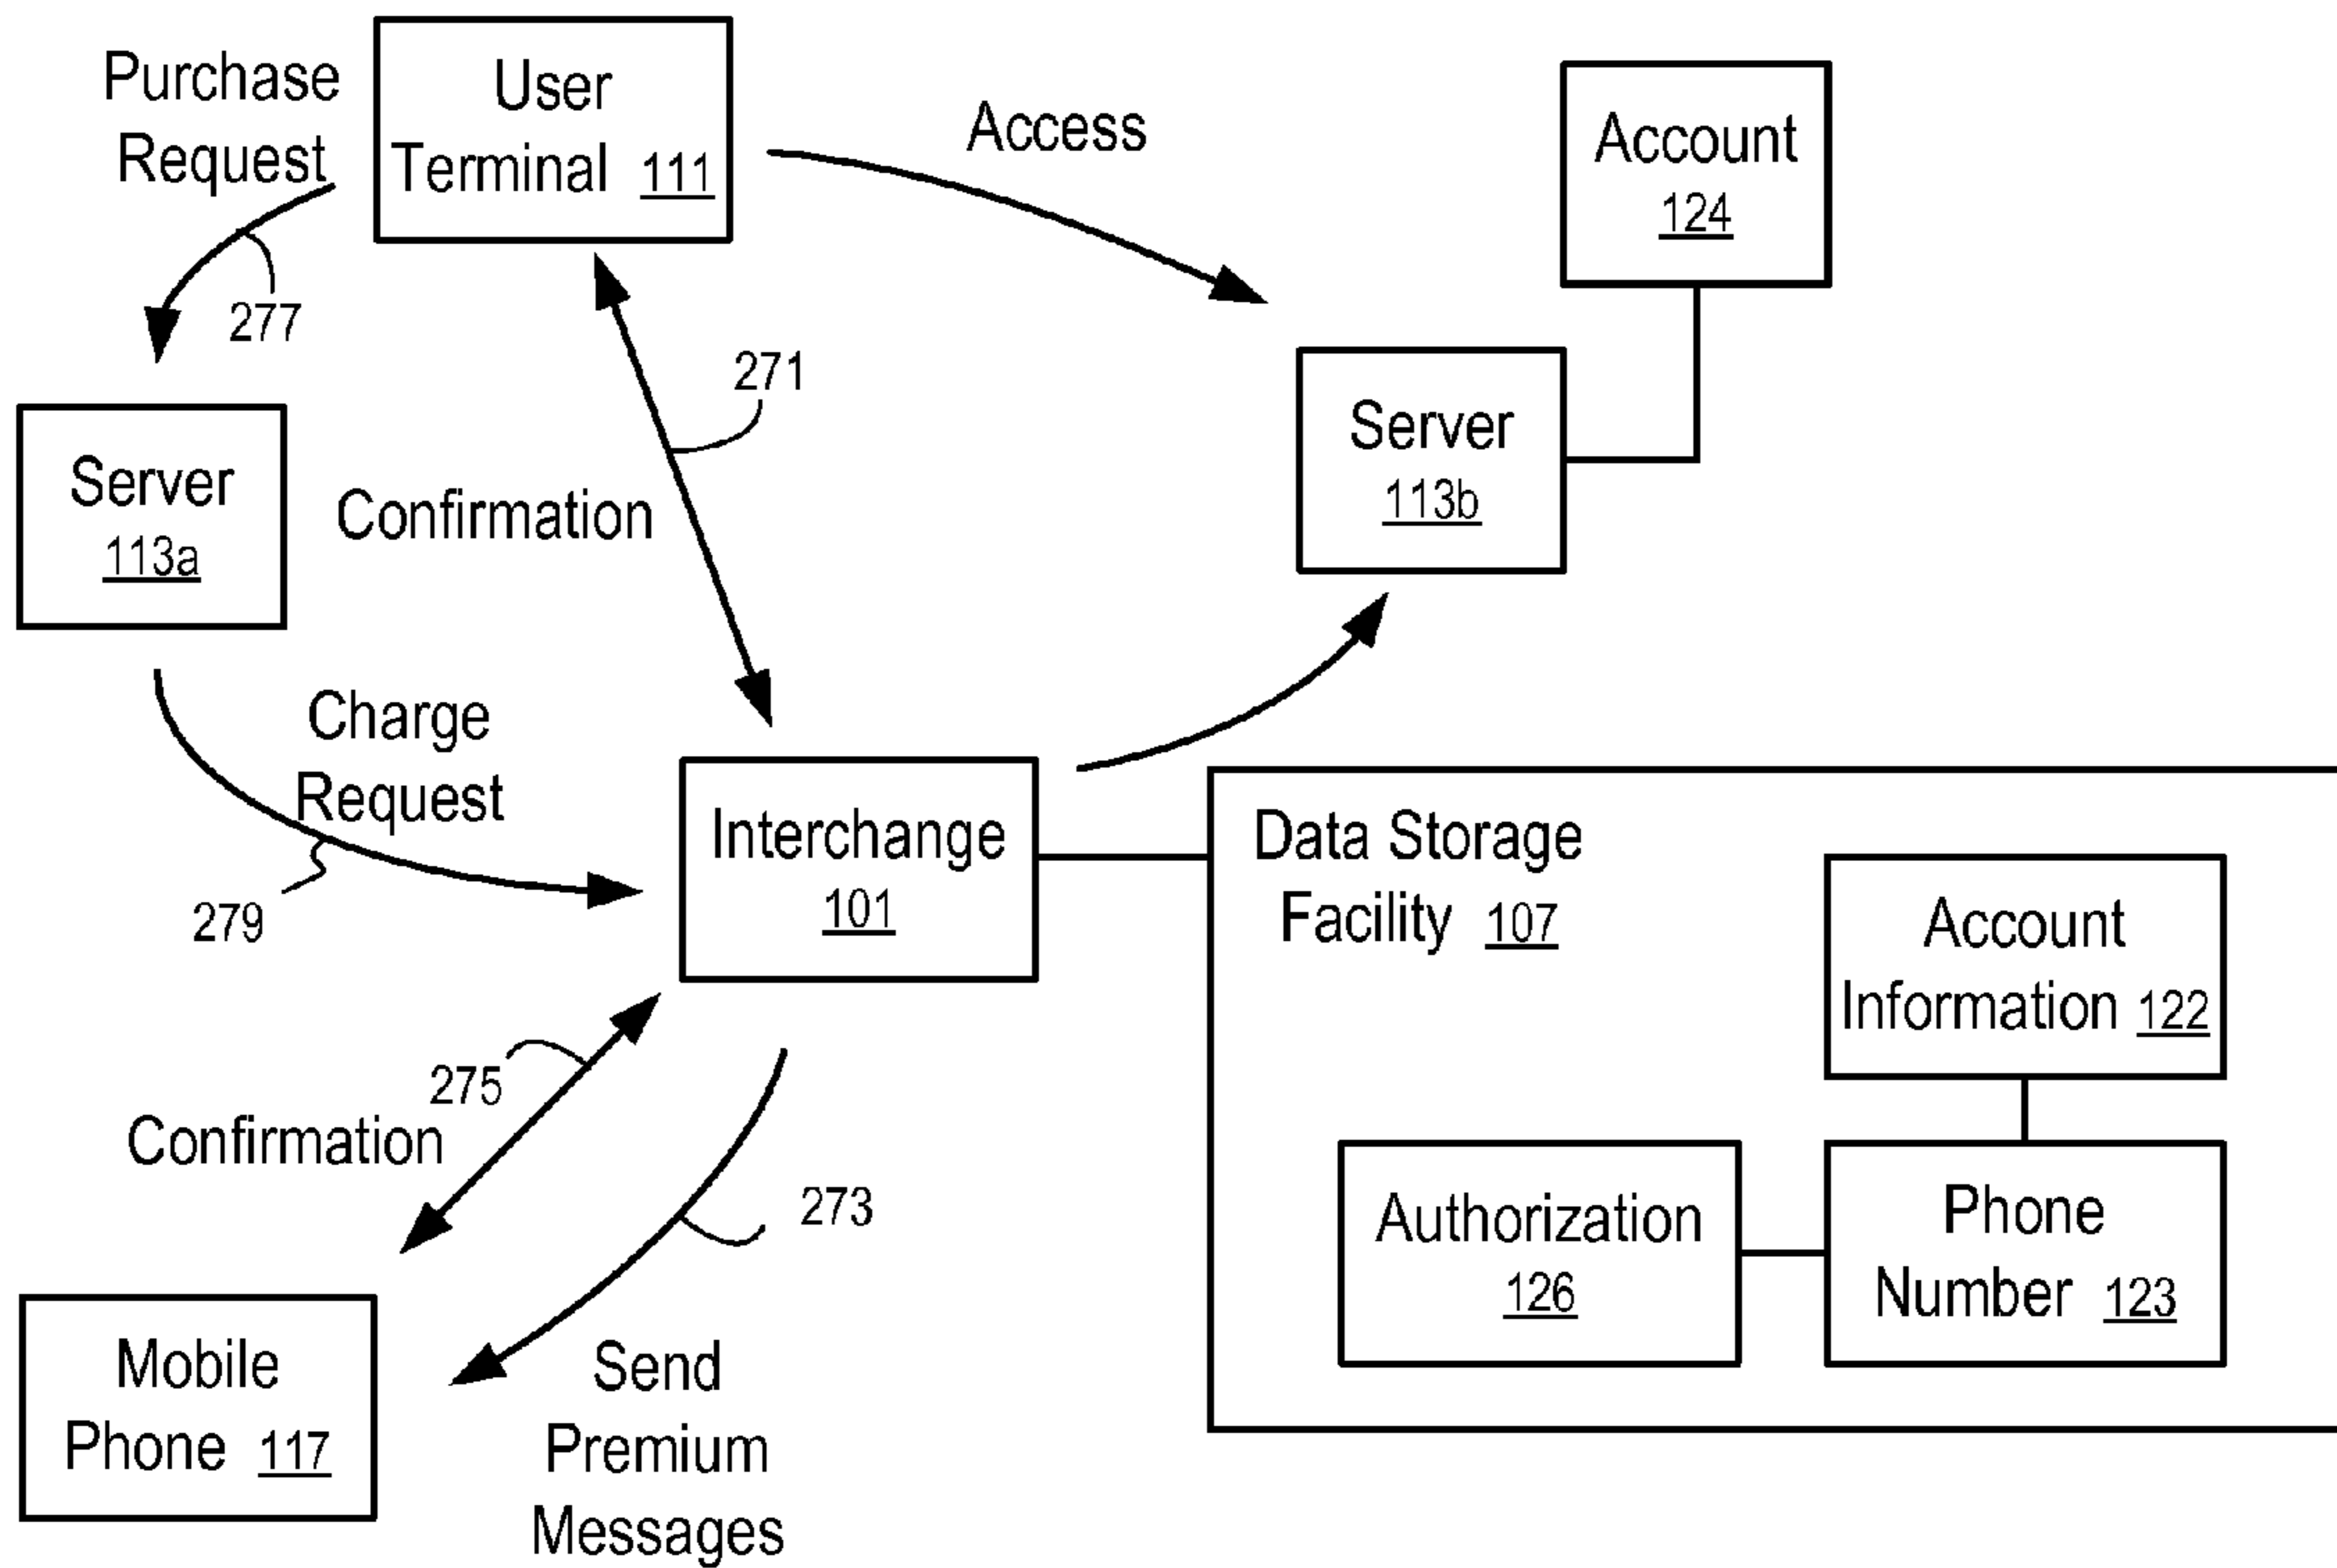 Purchase
Request
User
Terminal 111
Access
Account
124
277
271
Server
113a
Confirmation
Server
113b
Charge
Request
279
Interchange
101
Data Storage
Facility 107
Account
Information 122
275
Confirmation
273
Authorization
126
Phone
Number 123
Mobile
Phone 117
Send
Premium
Messages